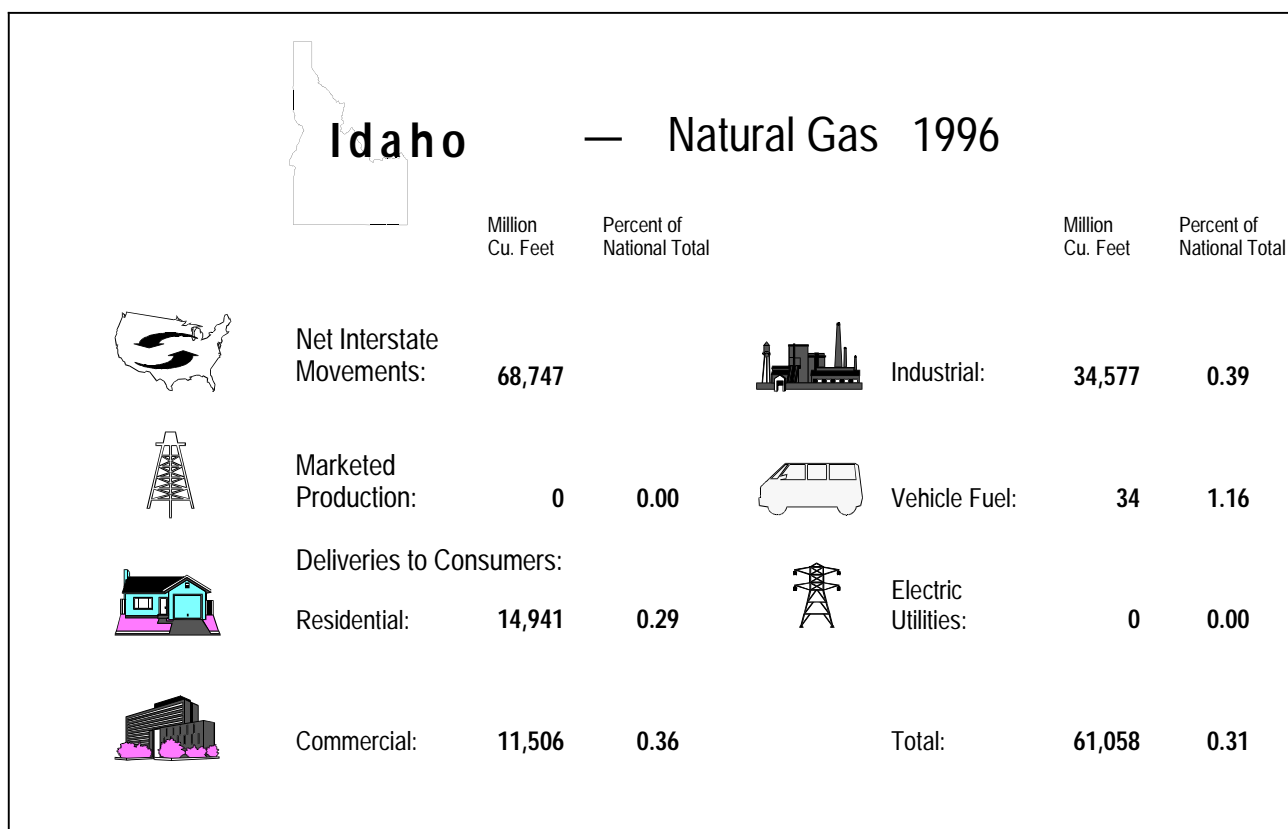 Idaho — Natural Gas 1996
Million Cu. Feet
Percent of National Total
Million Cu. Feet
Percent of National Total
Net Interstate
Movements: 68,747
Marketed
Production: 0 0.00
Deliveries to Consumers:
Residential: 14,941 0.29
Commercial: 11,506 0.36
Industrial: 34,577 0.39
Vehicle Fuel: 34 1.16
Electric
Utilities: 0 0.00
Total: 61,058 0.31